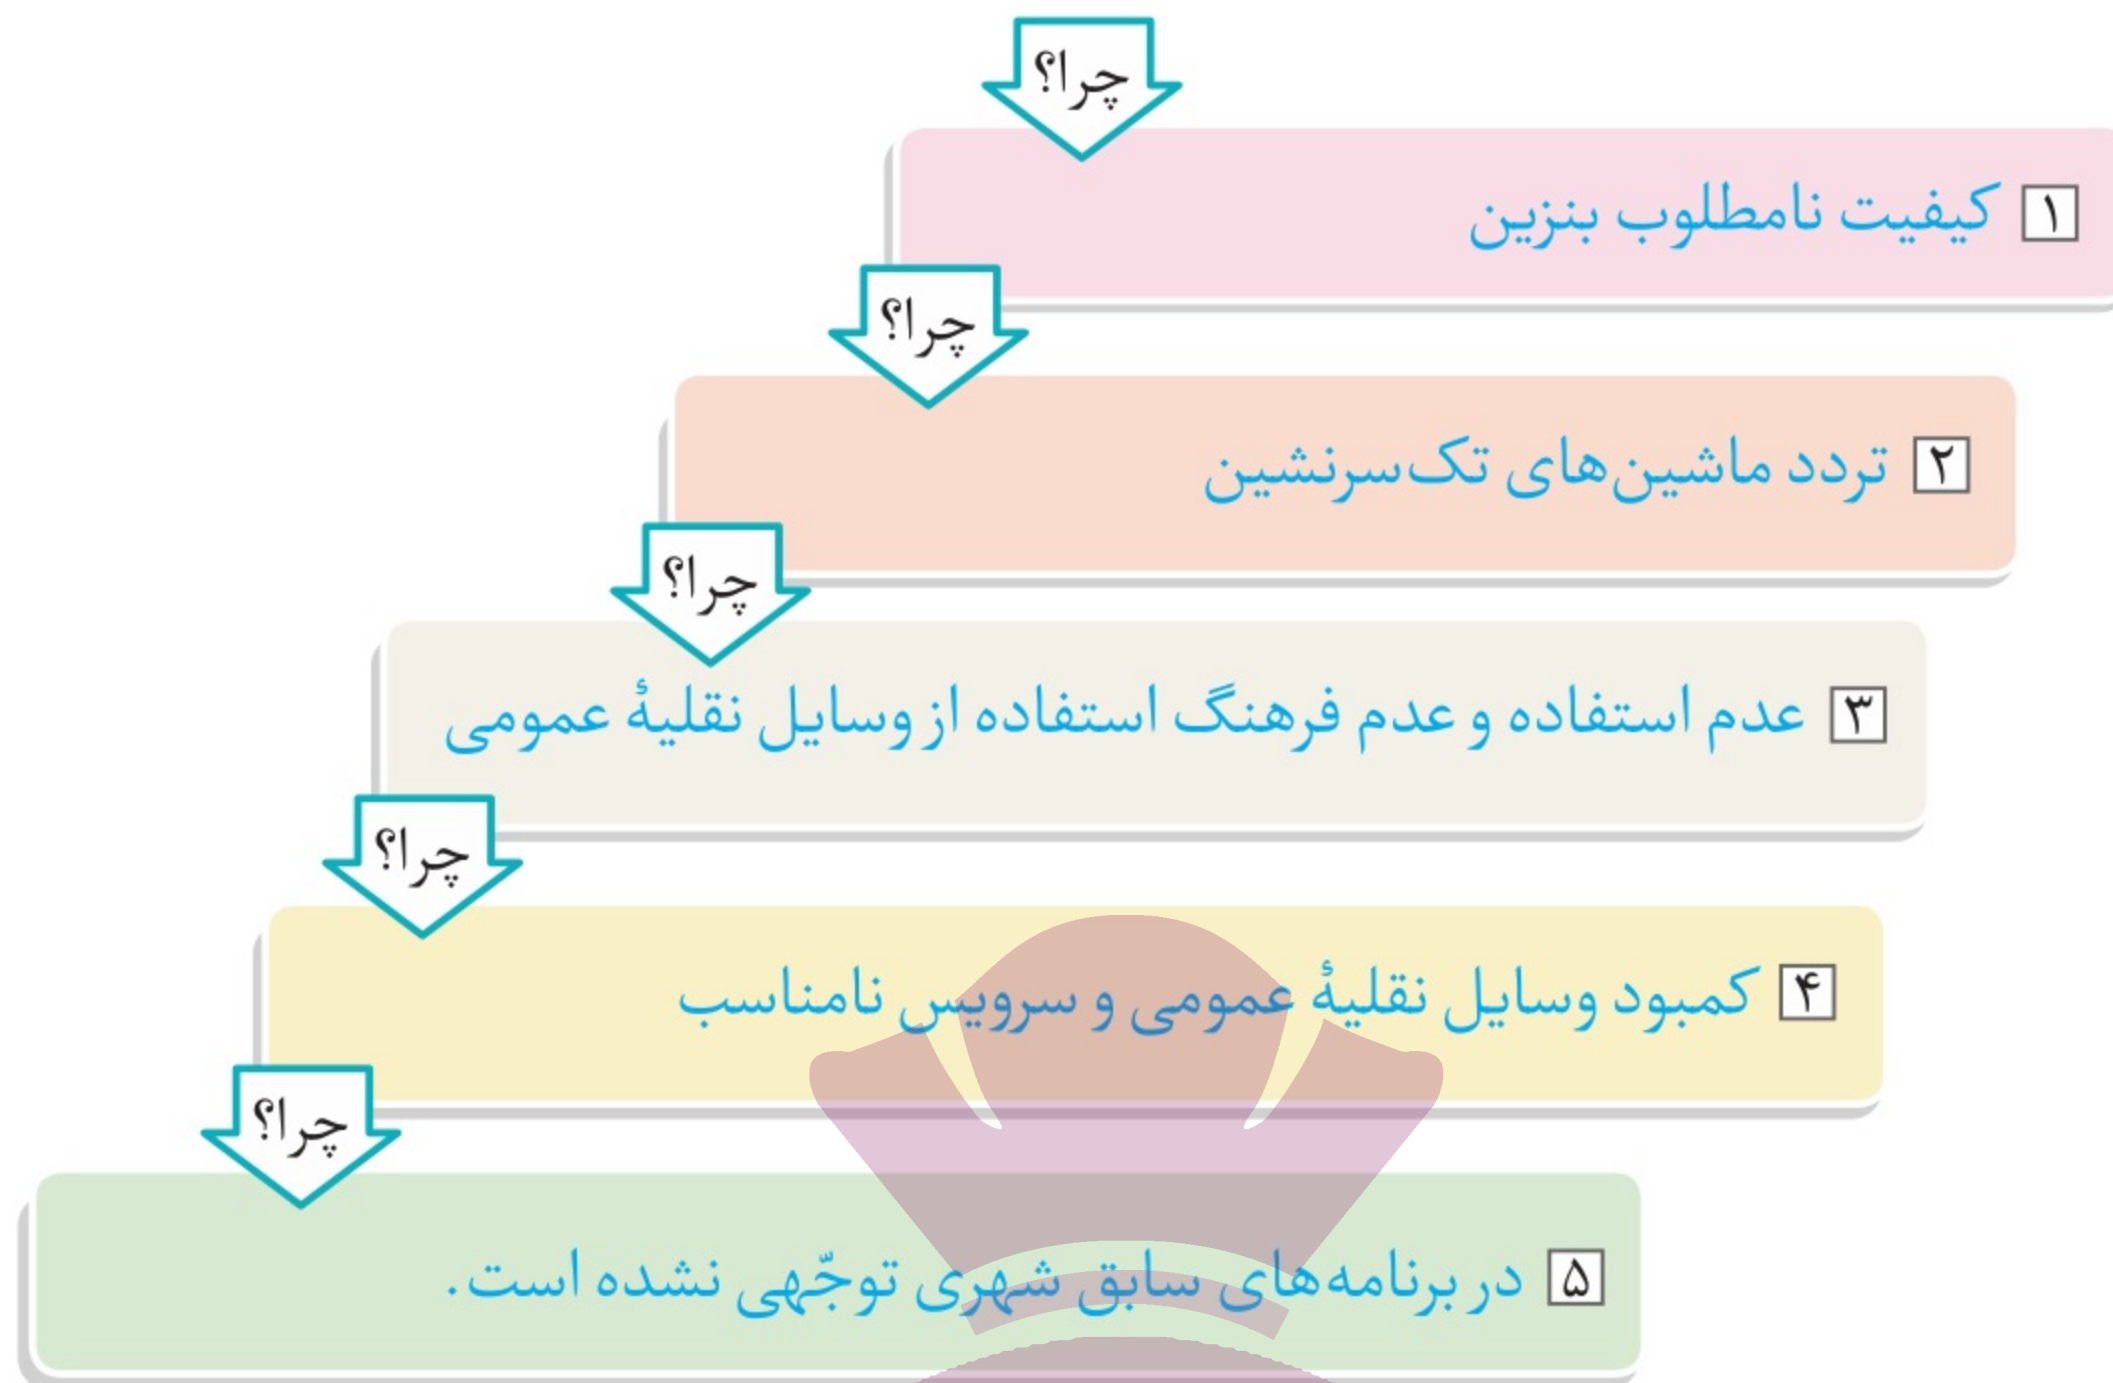 چرا؟
۱ کیفیت نامطلوب بنزین
چرا؟
۲ تردد ماشین‌های تک‌سرنشین
چرا؟
۳ عدم استفاده و عدم فرهنگ استفاده از وسایل نقلیهٔ عمومی
چرا؟
۴ کمبود وسایل نقلیهٔ عمومی و سرویس نامناسب
چرا؟
۵ در برنامه‌های سابق شهری توجّهی نشده است.